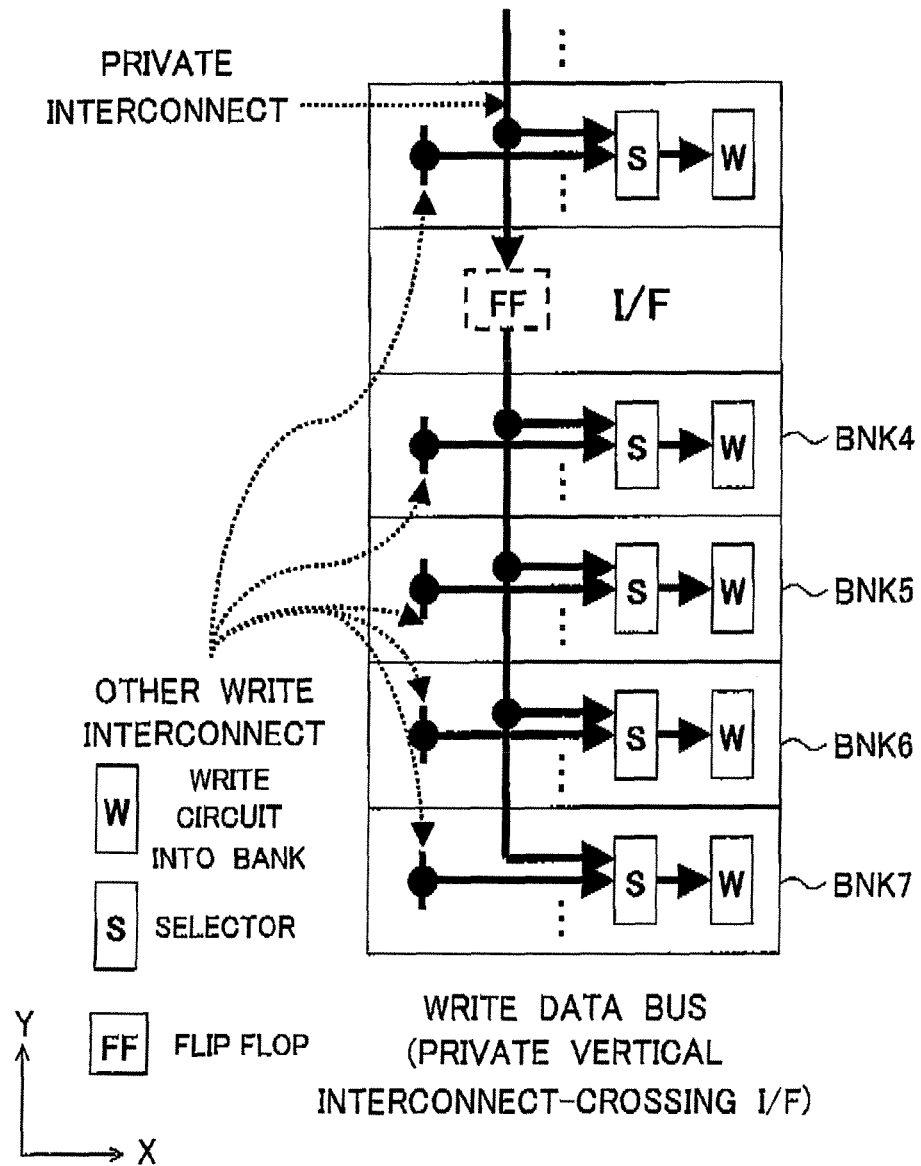 PRIVATE
INTERCONNECT
S W
FF I/F
S W BNK4
S W BNK5
S W BNK6
S W BNK7
OTHER WRITE
INTERCONNECT
W WRITE
CIRCUIT
INTO BANK
S SELECTOR
FF FLIP FLOP
Y
X
WRITE DATA BUS
(PRIVATE VERTICAL
INTERCONNECT-CROSSING I/F)